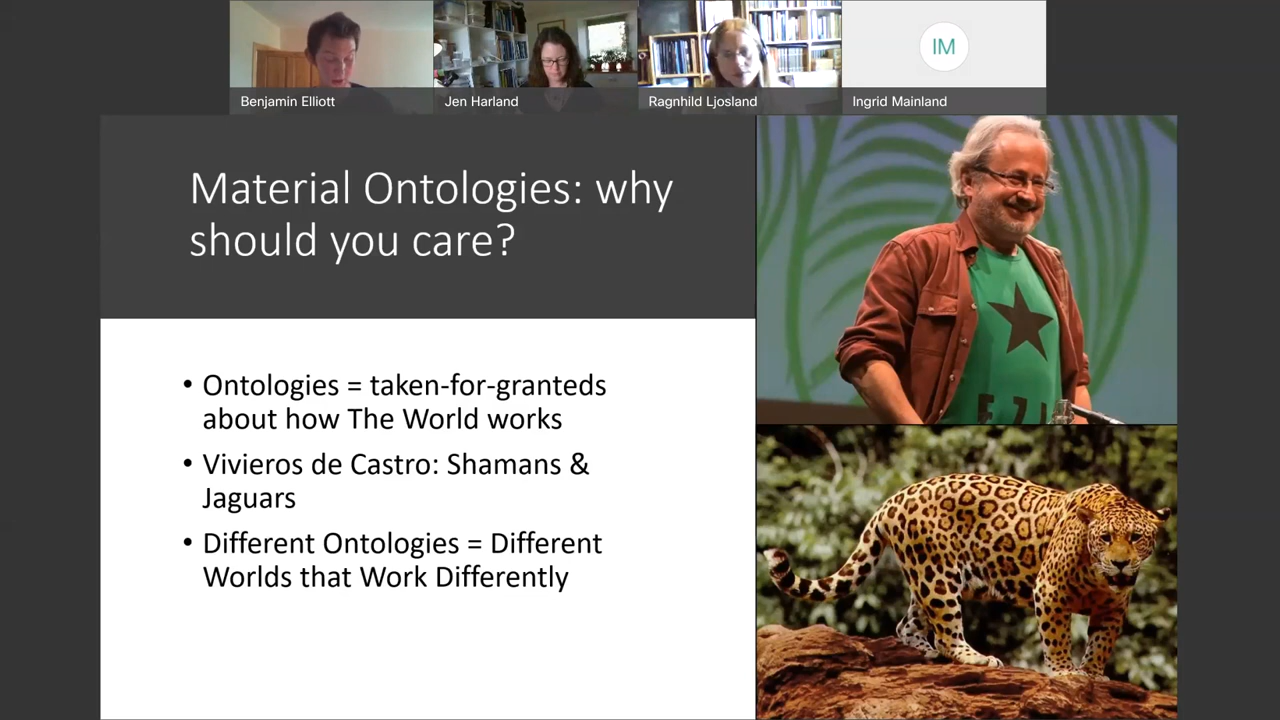 Benjamin Elliott
Jen Harland
Ragnhild Ljosland
IM
Ingrid Mainland
Material Ontologies: why
should you care?
• Ontologies = taken-for-granteds
about how The World works
• Vivieros de Castro: Shamans &
Jaguars
• Different Ontologies = Different
Worlds that Work Differently